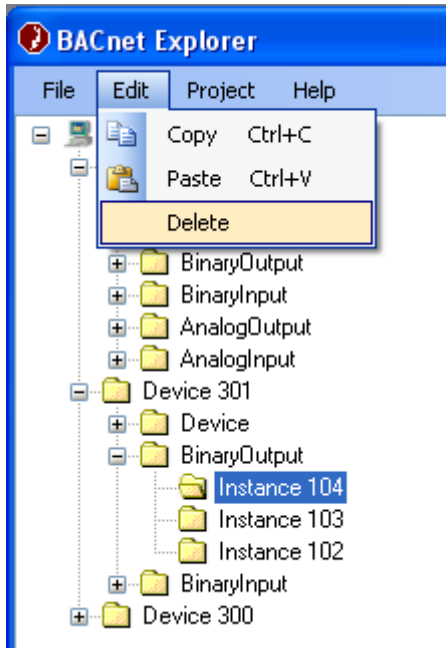 BACnet Explorer
File Edit Project Help
Copy Ctrl+C
Paste Ctrl+V
Delete
BinaryOutput
BinaryInput
AnalogOutput
AnalogInput
Device 301
Device
BinaryOutput
Instance 104
Instance 103
Instance 102
BinaryInput
Device 300